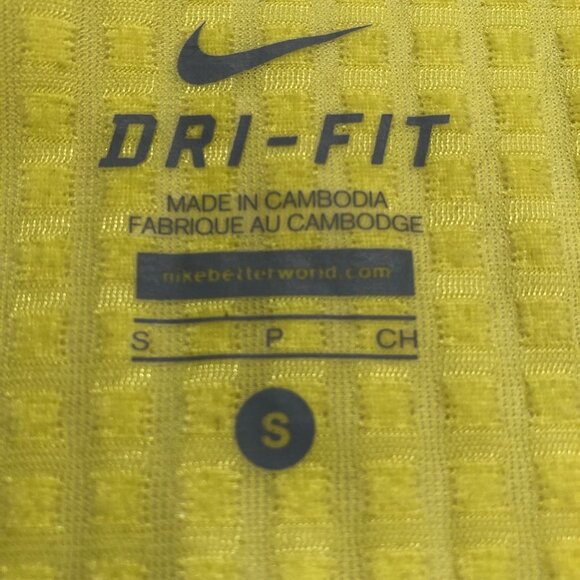 DRI-FIT
MADE IN CAMBODIA
FABRIQUE AU CAMBODGE
nikebetterworld.com
S P CH
S